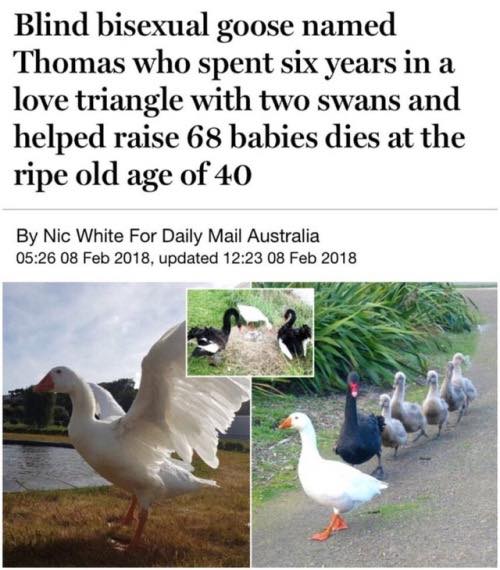 Blind bisexual goose named
Thomas who spent six years in a
love triangle with two swans and
helped raise 68 babies dies at the
ripe old age of 40
By Nic White For Daily Mail Australia
05:26 08 Feb 2018, updated 12:23 08 Feb 2018